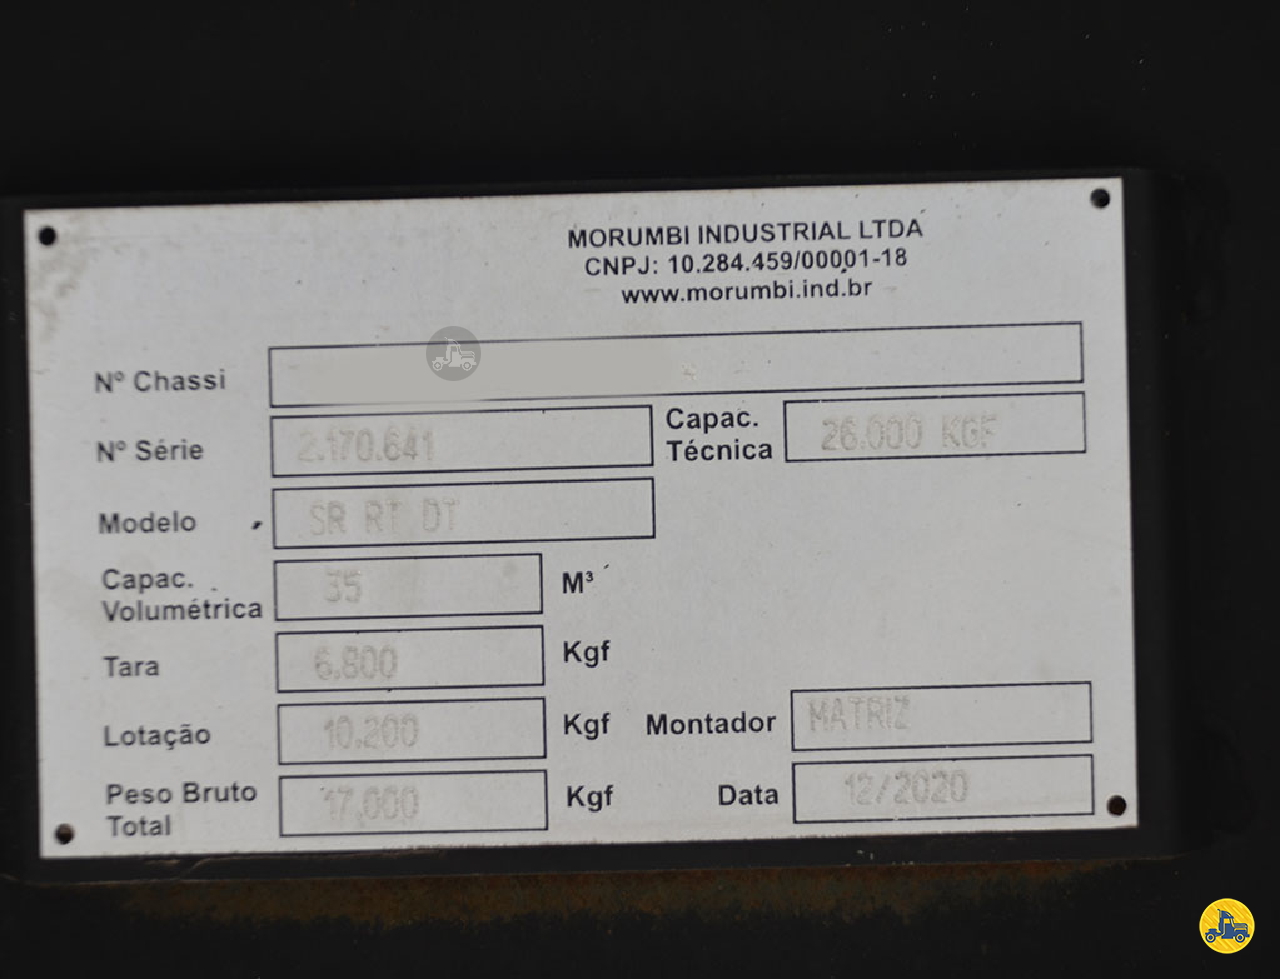 MORUMBI INDUSTRIAL LTDA
CNPJ: 10.284.459/00001-18
www.morumbi.ind.br
Nº Chassi
Nº Série 2.170.641 Capac. Técnica 26.000 KGF
Modelo SR RT DT
Capac. Volumétrica 35 M³
Tara 6.800 Kgf
Lotação 10.200 Kgf Montador MATRIZ
Peso Bruto Total 17.000 Kgf Data 12/2020